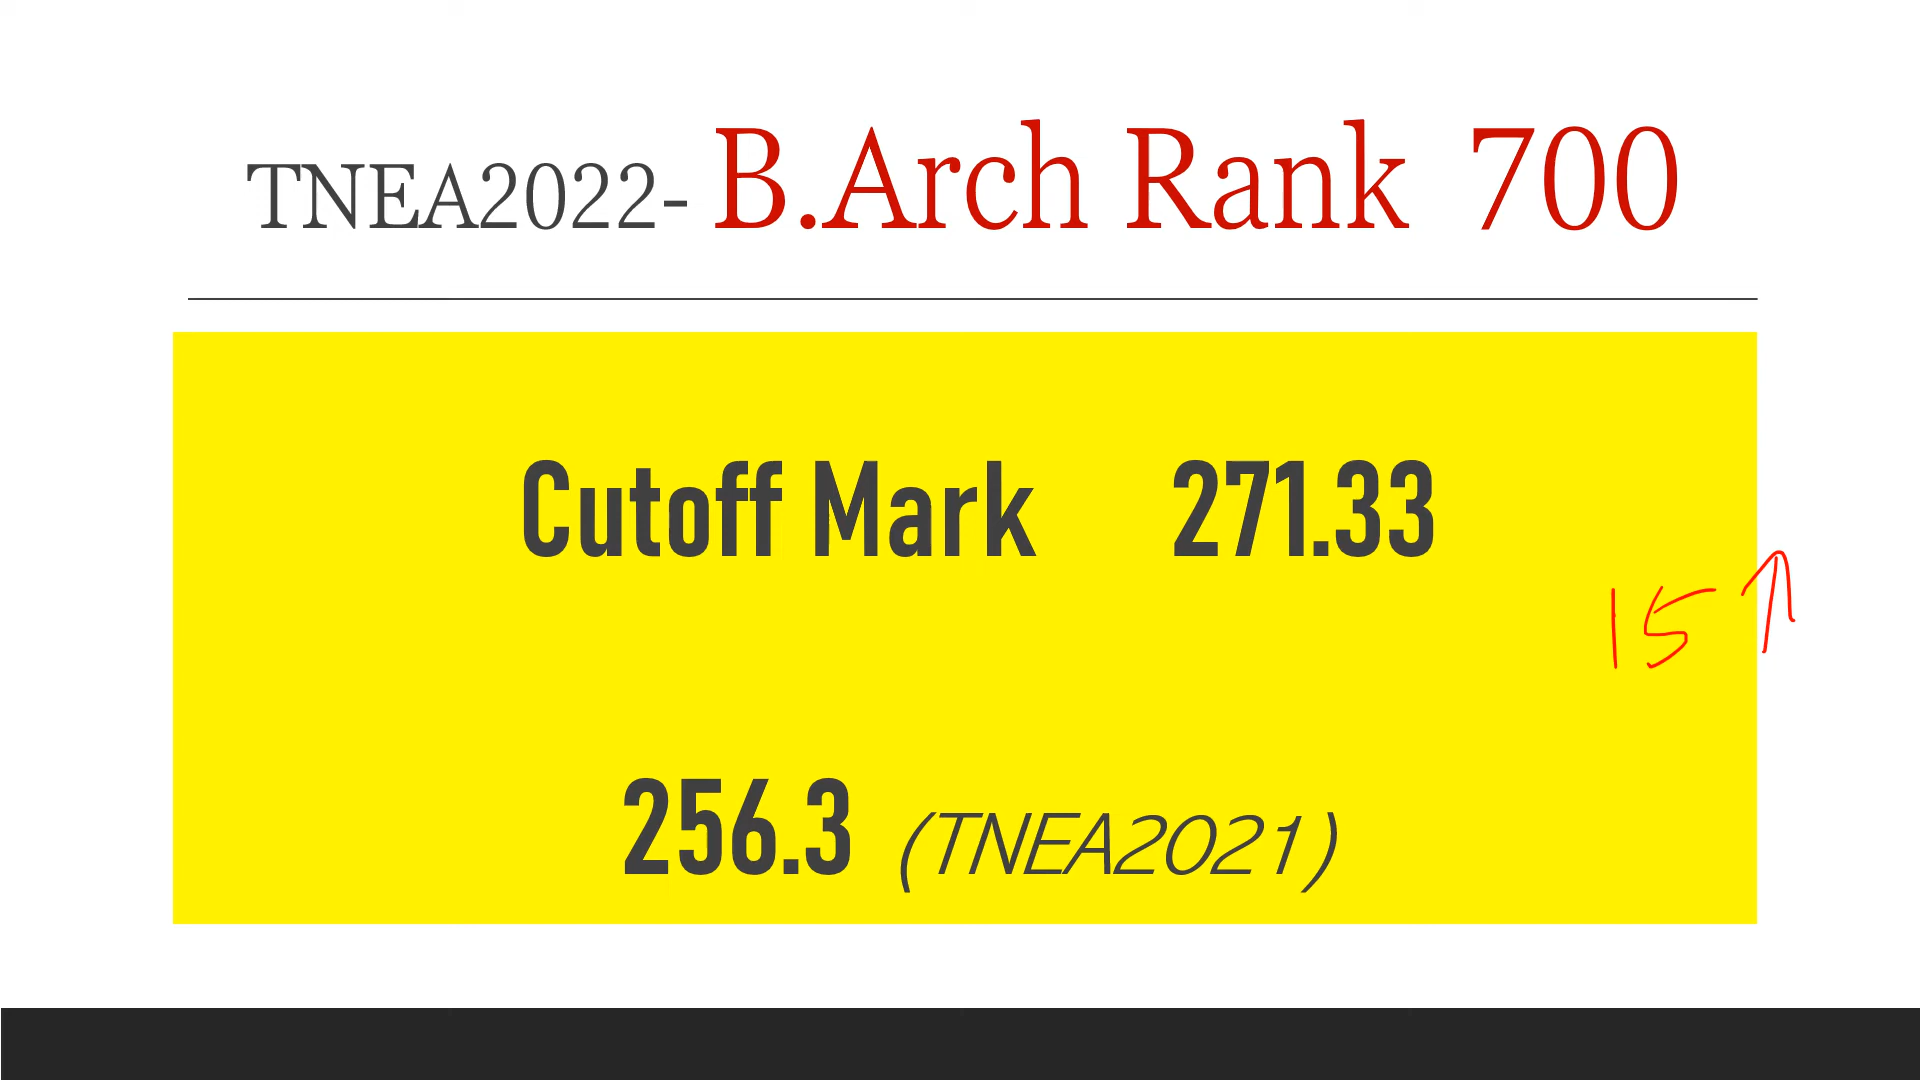 TNEA2022- B.Arch Rank 700
Cutoff Mark 271.33
15 ↑
256.3 (TNEA2021)